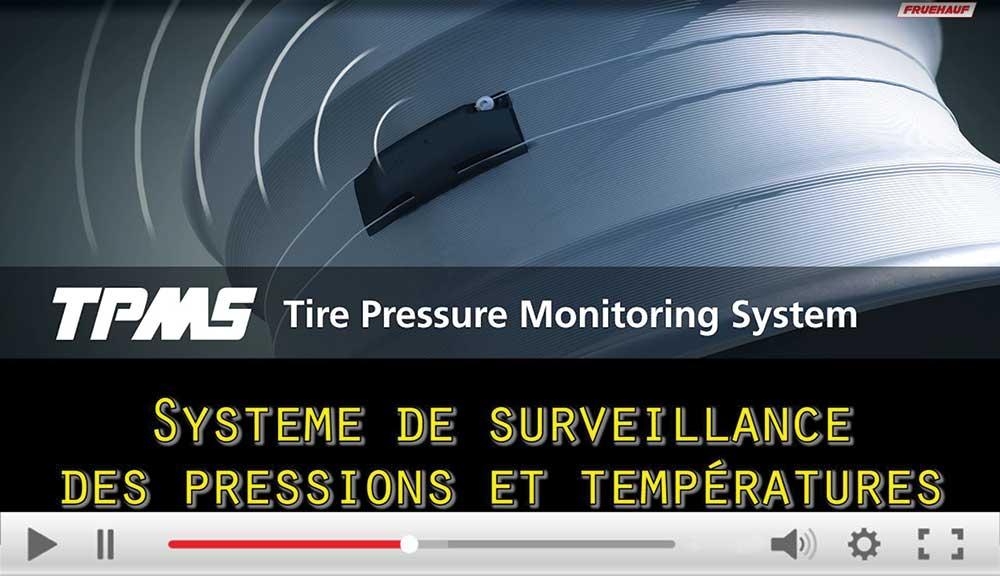 FRUEHAUF
TPMS Tire Pressure Monitoring System
SYSTEME DE SURVEILLANCE
DES PRESSIONS ET TEMPÉRATURES